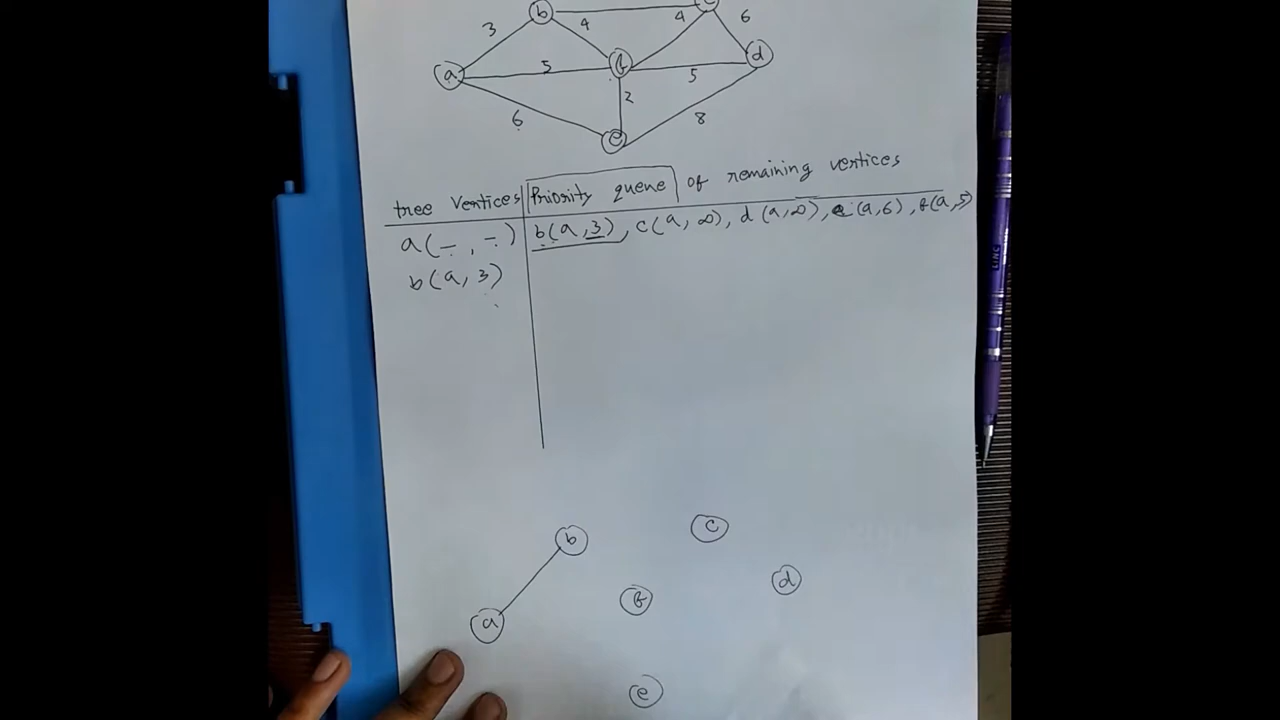 b
c
3
4
4
6
a
5
f
5
d
2
6
8
e
tree vertices Priority queue of remaining vertices
a(-, -) b(a, 3), c(a, ∞), d(a, ∞), e(a, 6), f(a, 5)
b(a, 3)
b
c
d
f
a
e
LINC